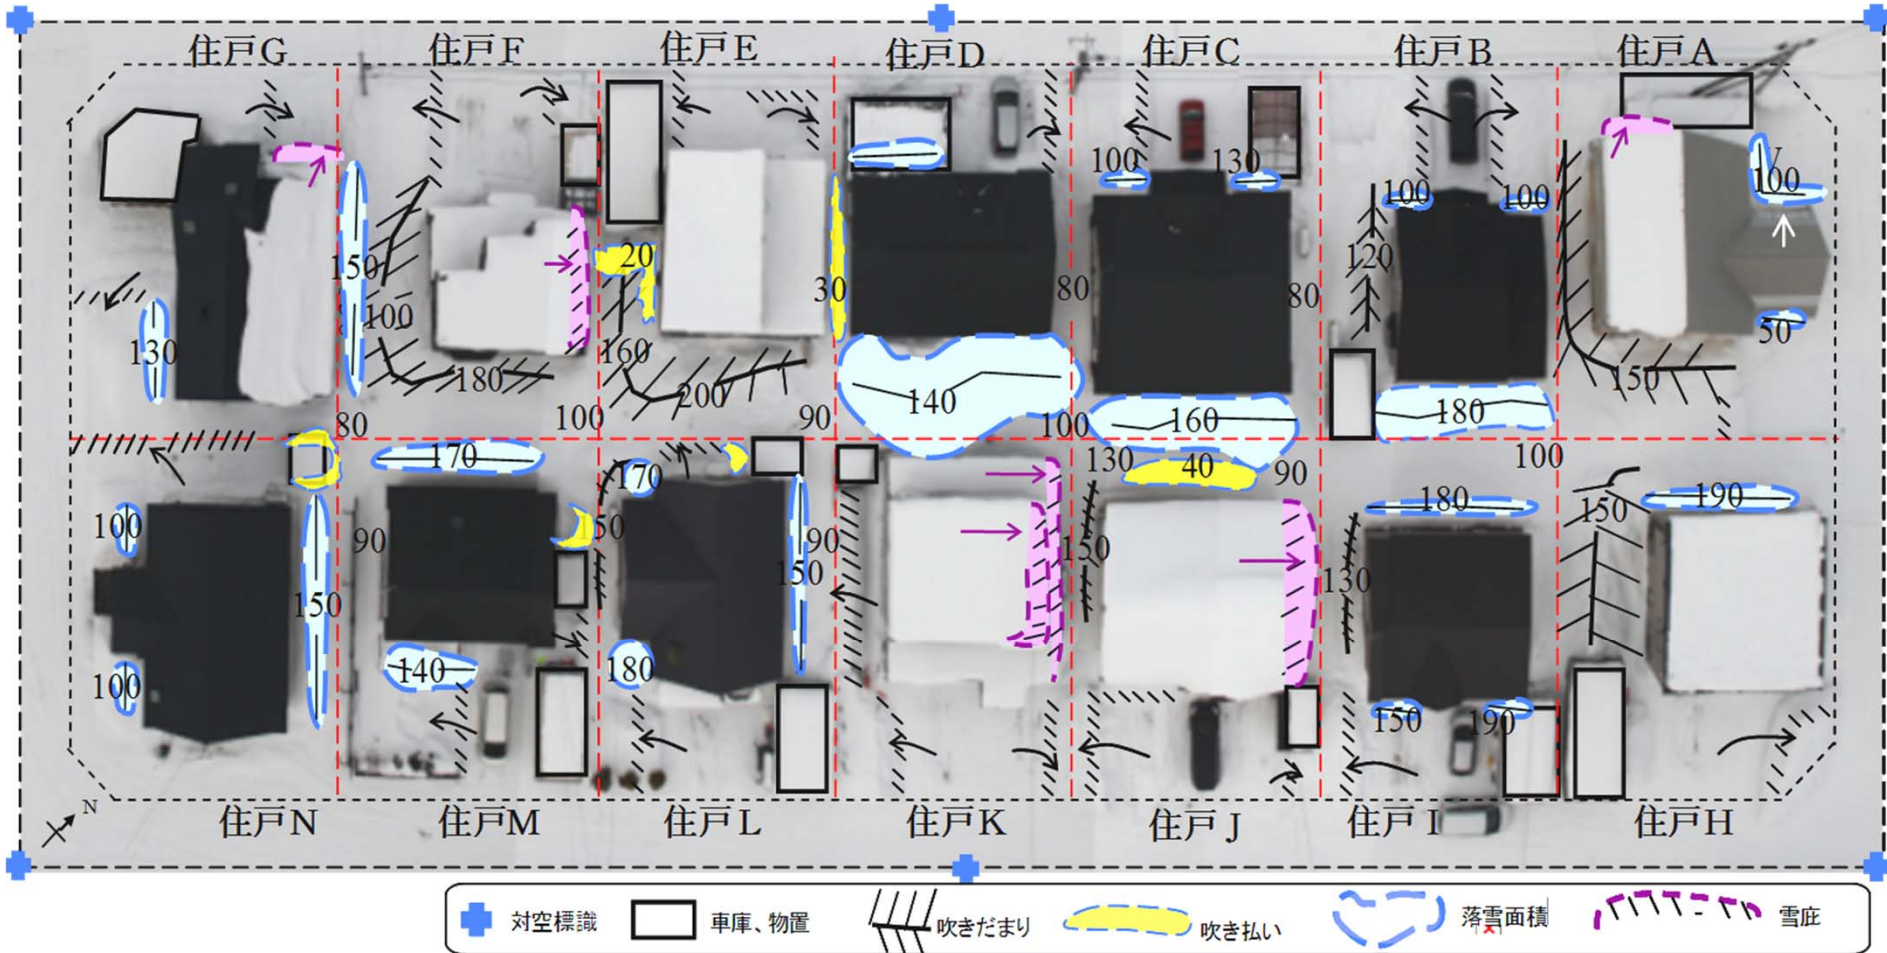 住戸G 住戸F 住戸E 住戸D 住戸C 住戸B 住戸A
100 130 100 100 100
150 20 30 80 80 120
130 100 160 50
180 200 140 160 180 150
80 100 90 100
170 170 130 40 90 100
100 90 150 90 150 180 150 190
150 150 130
100 140 180 150 190
住戸N 住戸M 住戸L 住戸K 住戸J 住戸I 住戸H
N
対空標識 車庫、物置 吹きだまり 吹き払い 落雪面積 雪庇